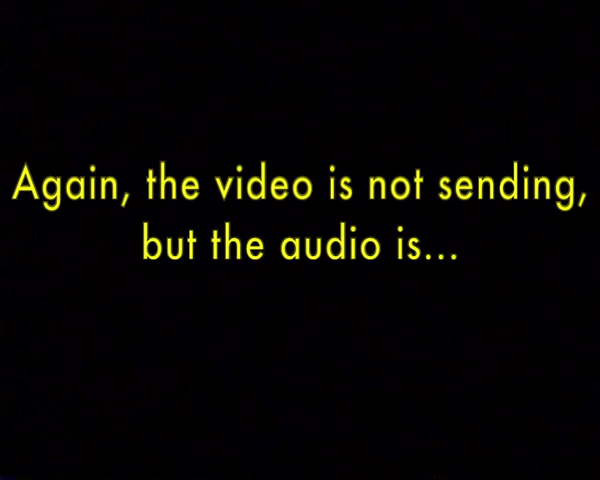 Again, the video is not sending,
but the audio is...